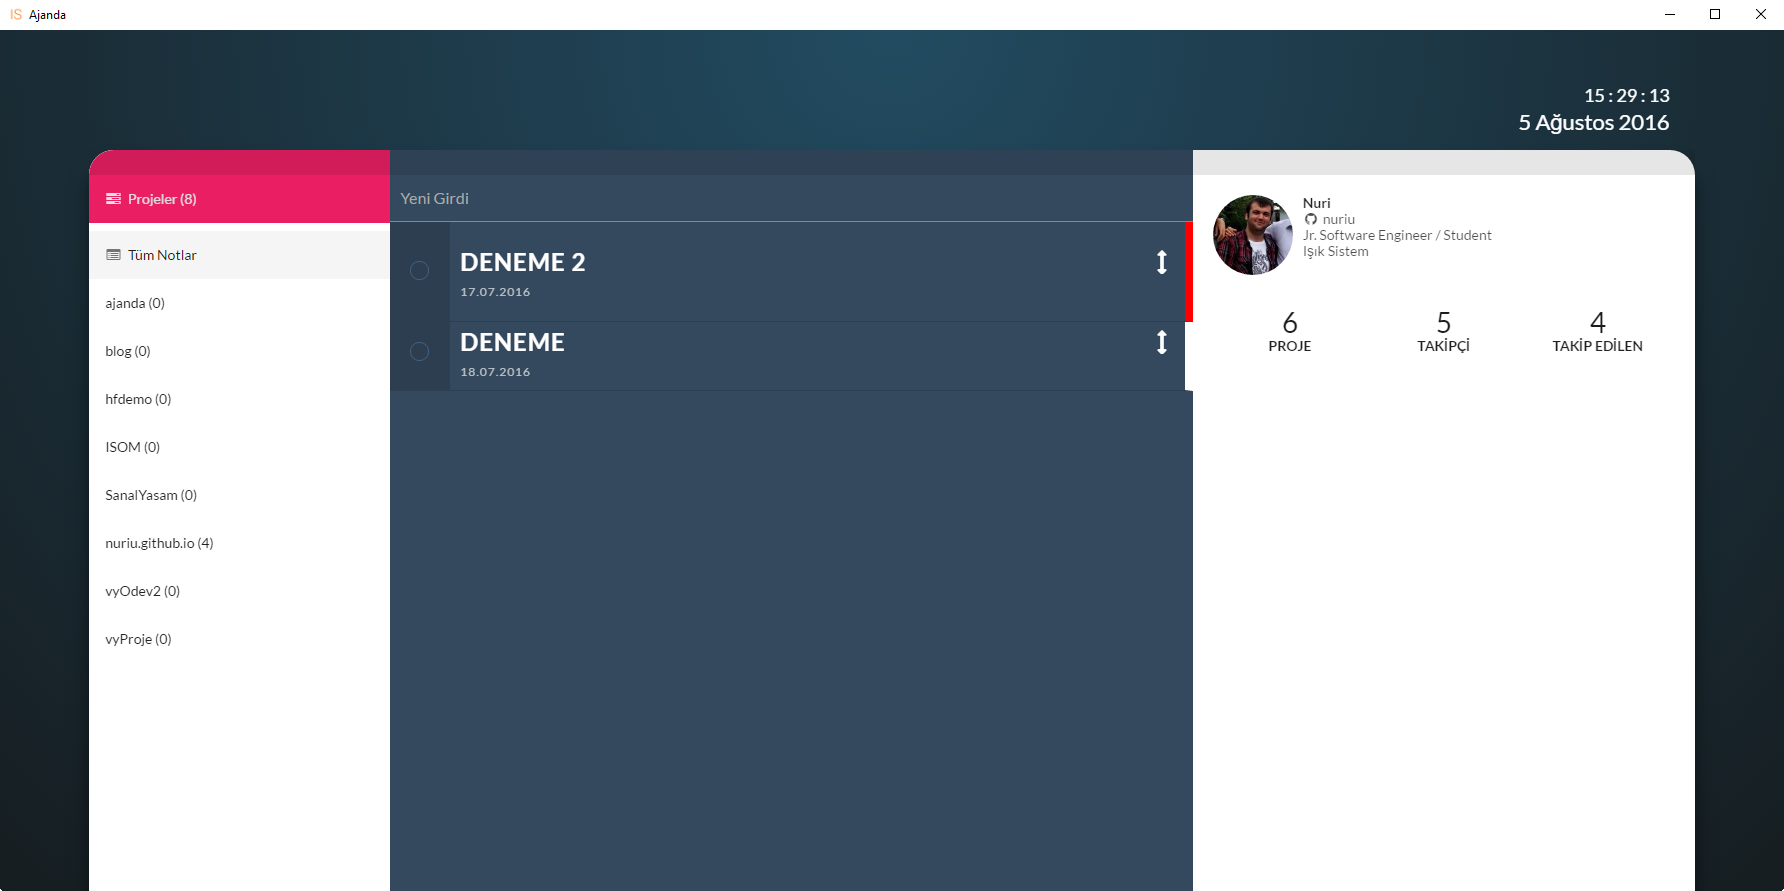 IS Ajanda
15 : 29 : 13
5 Ağustos 2016
Projeler (8)
Tüm Notlar
ajanda (0)
blog (0)
hfdemo (0)
ISOM (0)
SanalYasam (0)
nuriu.github.io (4)
vyOdev2 (0)
vyProje (0)
Yeni Girdi
DENEME 2
17.07.2016
DENEME
18.07.2016
Nuri
nuriu
Jr. Software Engineer / Student
Işık Sistem
6
PROJE
5
TAKİPÇİ
4
TAKİP EDİLEN